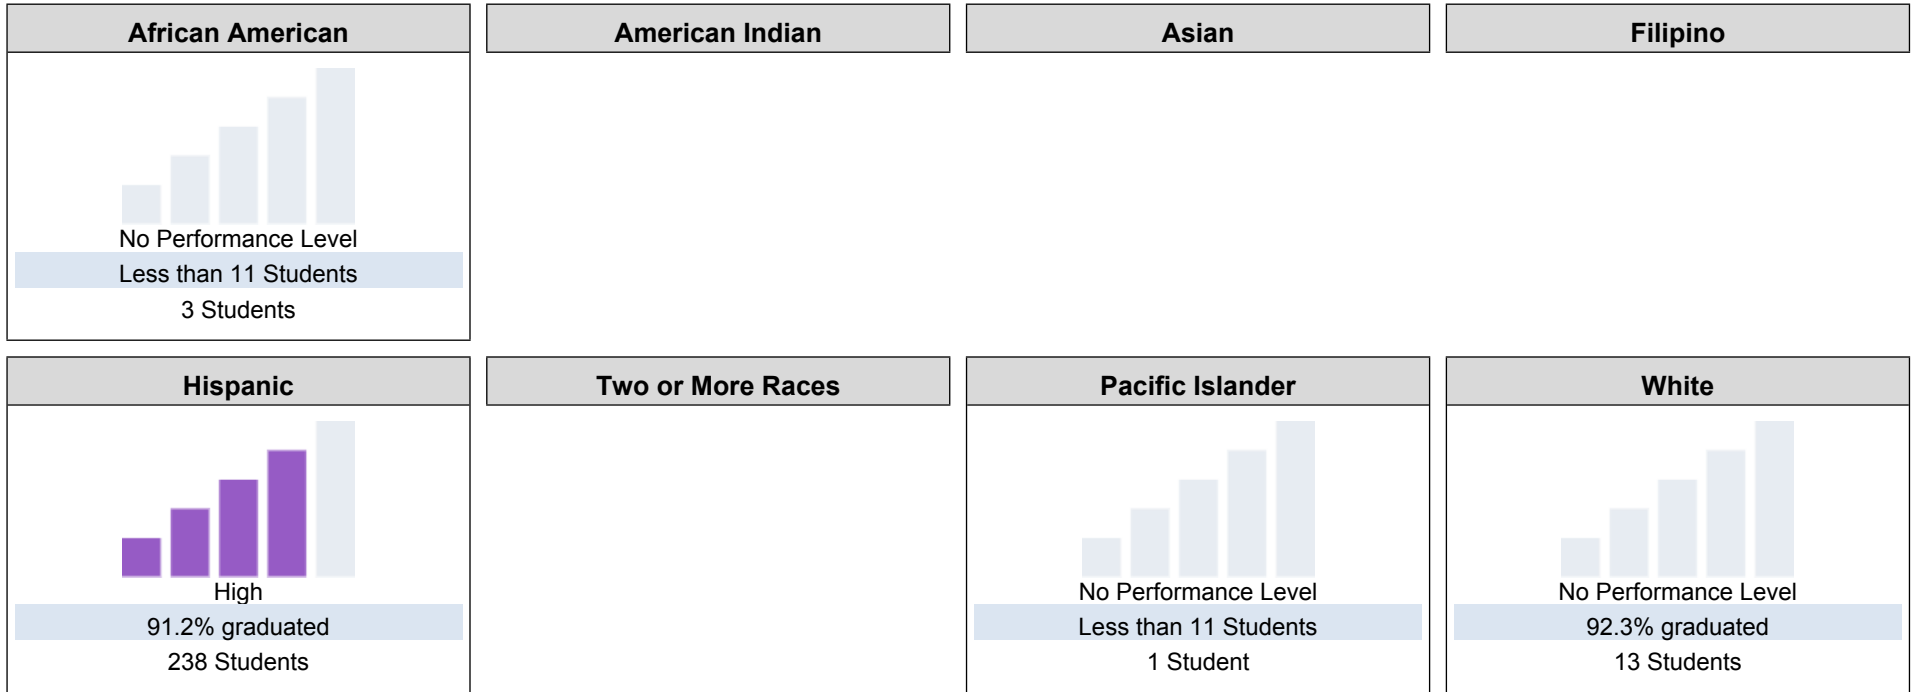 African American
American Indian
Asian
Filipino
No Performance Level
Less than 11 Students
3 Students
Hispanic
Two or More Races
Pacific Islander
White
High
91.2% graduated
238 Students
No Performance Level
Less than 11 Students
1 Student
No Performance Level
92.3% graduated
13 Students